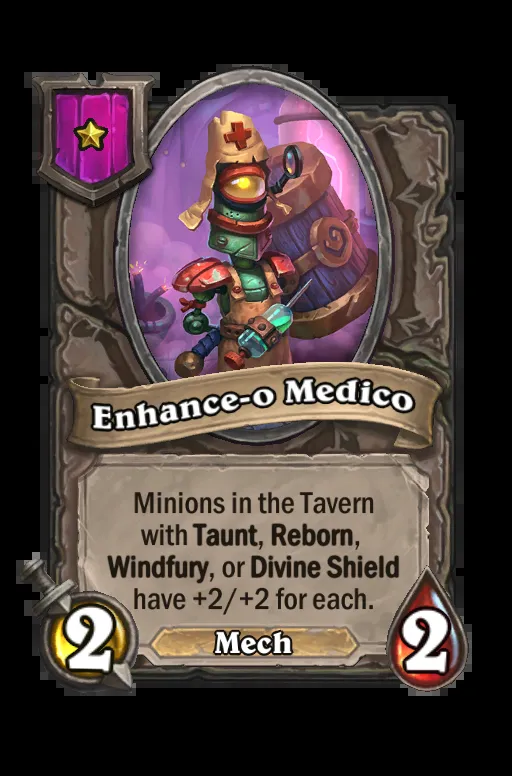 Enhance-o Medico
Minions in the Tavern
with Taunt, Reborn,
Windfury, or Divine Shield
have +2/+2 for each.
2
Mech
2